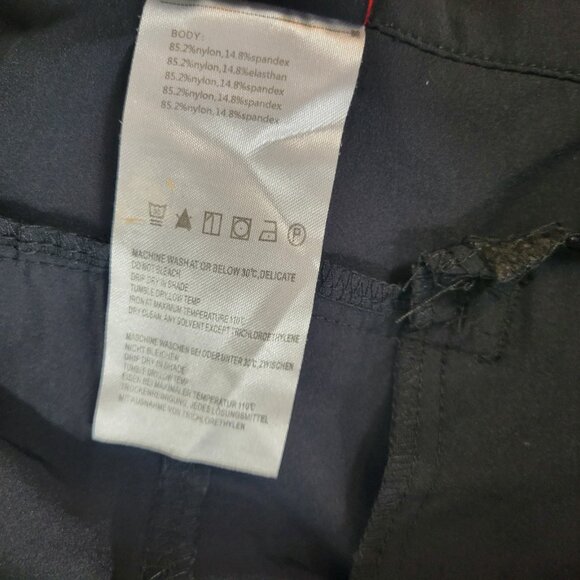 BODY:
85.2%nylon,14.8%spandex
85.2%nylon,14.8%elasthan
85.2%nylon,14.8%spandex
85.2%nylon,14.8%spandex
85.2%nylon,14.8%spandex
30
P
MACHINE WASH AT OR BELOW 30℃,DELICATE
DO NOT BLEACH
DRIP DRY IN SHADE
TUMBLE DRY,LOW TEMP
IRON AT MAXIMUM TEMPERATURE 110℃
DRY CLEAN, ANY SOLVENT EXCEPT TRICHLOROETHYLENE
MASCHINE WASCHEN BEI ODER UNTER 30℃, ZWISCHEN
NICHT BLEICHEN
DRIP DRY IN SHADE
TUMBLE DRY,LOW TEMP
EISEN BEI MAXIMALER TEMPERATUR 110℃
TROCKENREINIGUNG, JEDES LÖSUNGSMITTEL
MIT AUSNAHME VON TRICHLORETHYLEN